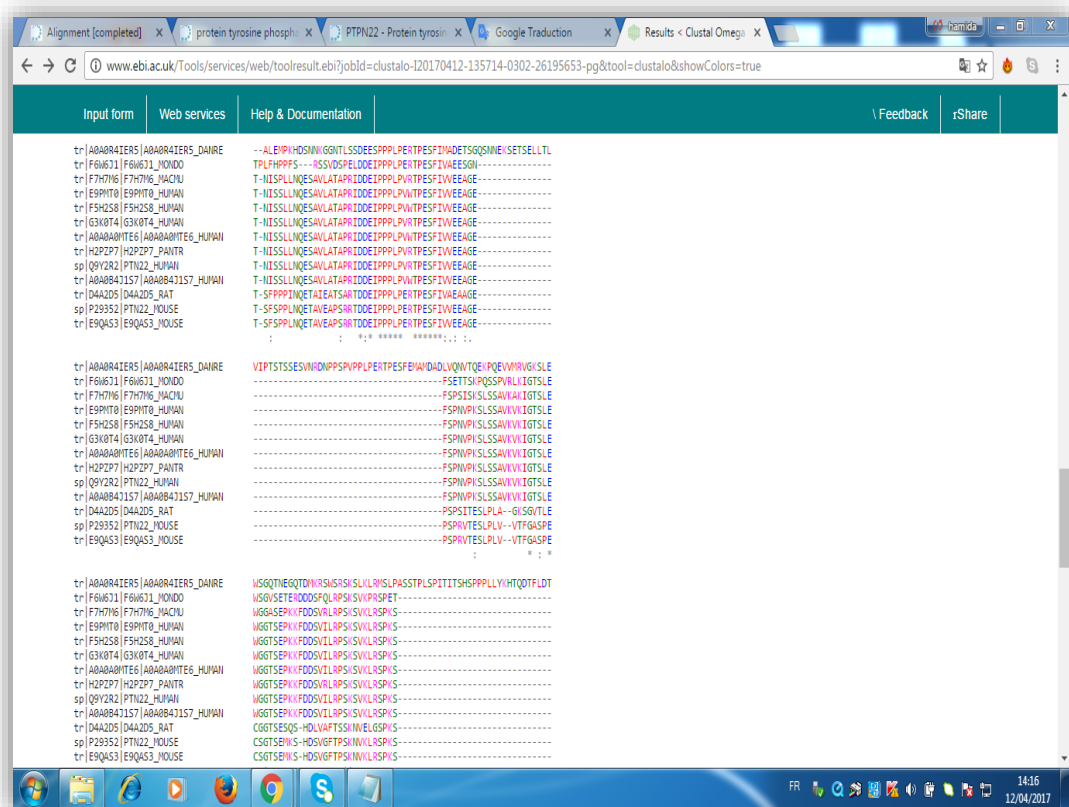 Alignment [completed] X protein tyrosine phospha X PTPN22 - Protein tyrosin X Google Traduction X Results < Clustal Omega X hamida
www.ebi.ac.uk/Tools/services/web/toolresult.ebi?jobId=clustalo-I20170412-135714-0302-26195653-pg&tool=clustalo&showColors=true
Input form Web services Help & Documentation \ Feedback rShare
tr|A0A0R4IER5|A0A0R4IER5_DANRE --ALEMPKHDSNNKGGNTLSSDEESPPPLPERTPESFIMADETSGQSNNEKSETSELLTL
tr|F6W6J1|F6W6J1_MONDO TPLFHPPFS---RSSVDSPELDDEIPPPLPERTPESFIVAEESGN---------------
tr|F7H7M6|F7H7M6_MACMU T-NISPLLNQESAVLATAPRIDDEIPPPLPVRTPESFIVVEEAGE---------------
tr|E9PMT0|E9PMT0_HUMAN T-NISSLLNQESAVLATAPRIDDEIPPPLPVWTPESFIVVEEAGE---------------
tr|F5H2S8|F5H2S8_HUMAN T-NISSLLNQESAVLATAPRIDDEIPPPLPVWTPESFIVVEEAGE---------------
tr|G3K0T4|G3K0T4_HUMAN T-NISSLLNQESAVLATAPRIDDEIPPPLPVRTPESFIVVEEAGE---------------
tr|A0A0A0MTE6|A0A0A0MTE6_HUMAN T-NISSLLNQESAVLATAPRIDDEIPPPLPVWTPESFIVVEEAGE---------------
tr|H2PZP7|H2PZP7_PANTR T-NISSLLNQESAVLATAPRIDDEIPPPLPVRTPESFIVVEEAGE---------------
sp|Q9Y2R2|PTN22_HUMAN T-NISSLLNQESAVLATAPRIDDEIPPPLPVRTPESFIVVEEAGE---------------
tr|A0A0B4J1S7|A0A0B4J1S7_HUMAN T-NISSLLNQESAVLATAPRIDDEIPPPLPVWTPESFIVVEEAGE---------------
tr|D4A2D5|D4A2D5_RAT T-SFPPPINQETAIEATSARTDDEIPPPLPERTPESFIVAEAAGE---------------
sp|P29352|PTN22_MOUSE T-SFSPPLNQETAVEAPSRRTDDEIPPPLPERTPESFIVVEEAGE---------------
tr|E9QAS3|E9QAS3_MOUSE T-SFSPPLNQETAVEAPSRRTDDEIPPPLPERTPESFIVVEEAGE---------------
: : *:* ***** ******:.: :.
tr|A0A0R4IER5|A0A0R4IER5_DANRE VIPTSTSSESVNRDNPPSPVPPLPERTPESFEMAMDADLVQNVTQEKPQEVVMRVGKSLE
tr|F6W6J1|F6W6J1_MONDO --------------------------------------FSETTSKPQSSPVRLKIGTSLE
tr|F7H7M6|F7H7M6_MACMU --------------------------------------FSPSISKSLSSAVKAKIGTSLE
tr|E9PMT0|E9PMT0_HUMAN --------------------------------------FSPNVPKSLSSAVKVKIGTSLE
tr|F5H2S8|F5H2S8_HUMAN --------------------------------------FSPNVPKSLSSAVKVKIGTSLE
tr|G3K0T4|G3K0T4_HUMAN --------------------------------------FSPNVPKSLSSAVKVKIGTSLE
tr|A0A0A0MTE6|A0A0A0MTE6_HUMAN --------------------------------------FSPNVPKSLSSAVKVKIGTSLE
tr|H2PZP7|H2PZP7_PANTR --------------------------------------FSPNVPKSLSSAVKVKIGTSLE
sp|Q9Y2R2|PTN22_HUMAN --------------------------------------FSPNVPKSLSSAVKVKIGTSLE
tr|A0A0B4J1S7|A0A0B4J1S7_HUMAN --------------------------------------FSPNVPKSLSSAVKVKIGTSLE
tr|D4A2D5|D4A2D5_RAT --------------------------------------PSPSITESLPLA--GKSGVTLE
sp|P29352|PTN22_MOUSE --------------------------------------PSPRVTESLPLV--VTFGASPE
tr|E9QAS3|E9QAS3_MOUSE --------------------------------------PSPRVTESLPLV--VTFGASPE
: * : *
tr|A0A0R4IER5|A0A0R4IER5_DANRE WSGQTNEGQTDMKRSWSRSKSLKLRMSLPASSTPLSPITITSHSPPPLLYKHTQDTFLDT
tr|F6W6J1|F6W6J1_MONDO WSGVSETERDDDSFQLRPSKSVKPRSPET-------------------------------
tr|F7H7M6|F7H7M6_MACMU WGGASEPKKFDDSVRLRPSKSVKLRSPKS-------------------------------
tr|E9PMT0|E9PMT0_HUMAN WGGTSEPKKFDDSVILRPSKSVKLRSPKS-------------------------------
tr|F5H2S8|F5H2S8_HUMAN WGGTSEPKKFDDSVILRPSKSVKLRSPKS-------------------------------
tr|G3K0T4|G3K0T4_HUMAN WGGTSEPKKFDDSVILRPSKSVKLRSPKS-------------------------------
tr|A0A0A0MTE6|A0A0A0MTE6_HUMAN WGGTSEPKKFDDSVILRPSKSVKLRSPKS-------------------------------
tr|H2PZP7|H2PZP7_PANTR WGGTSEPKKFDDSVRLRPSKSVKLRSPKS-------------------------------
sp|Q9Y2R2|PTN22_HUMAN WGGTSEPKKFDDSVILRPSKSVKLRSPKS-------------------------------
tr|A0A0B4J1S7|A0A0B4J1S7_HUMAN WGGTSEPKKFDDSVILRPSKSVKLRSPKS-------------------------------
tr|D4A2D5|D4A2D5_RAT CGGTSESQS-HDLVAFTSSKNVELGSPKS-------------------------------
sp|P29352|PTN22_MOUSE CSGTSEMKS-HDSVGFTPSKNVKLRSPKS-------------------------------
tr|E9QAS3|E9QAS3_MOUSE CSGTSEMKS-HDSVGFTPSKNVKLRSPKS-------------------------------
FR 14:16
12/04/2017